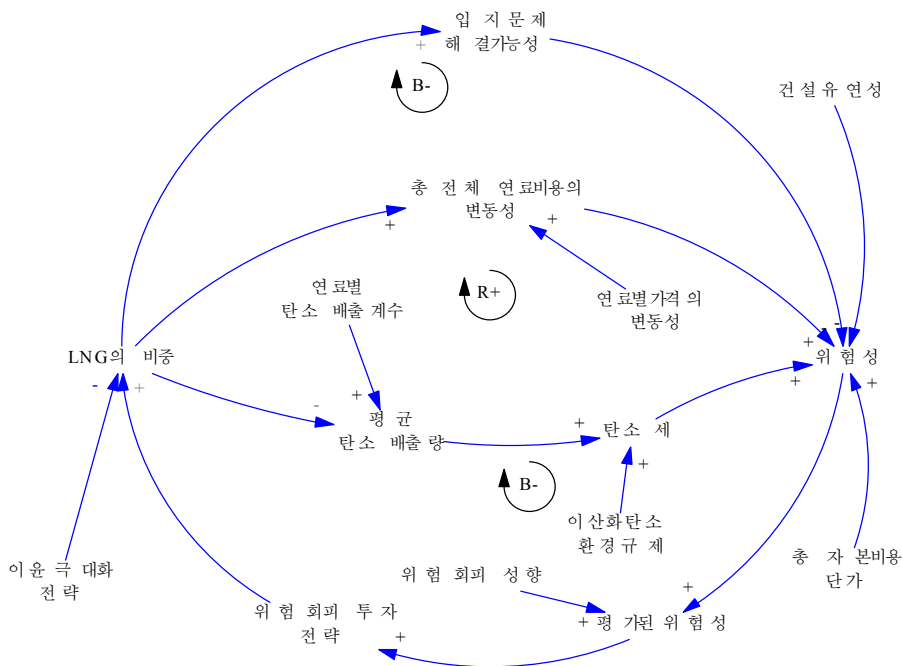 입 지 문 제
해 결가능성
+
B-
건 설 유 연성
총 전 체 연료비용의
변동성
+
+
연 료별
탄소 배출 계수
R+
연 료별 가격 의
변동성
LNG의 비중
- +
+ - -
위 험 성
+ +
-
+
평 균
탄소 배출 량
+
탄소 세
+
B-
이 산화 탄소
환 경 규 제
이 윤 극 대화
전 략
위 험 회피 성향
총 자 본비용
단가
위 험 회피 투 자
전 략
+
+
+ 평 가된 위 험 성